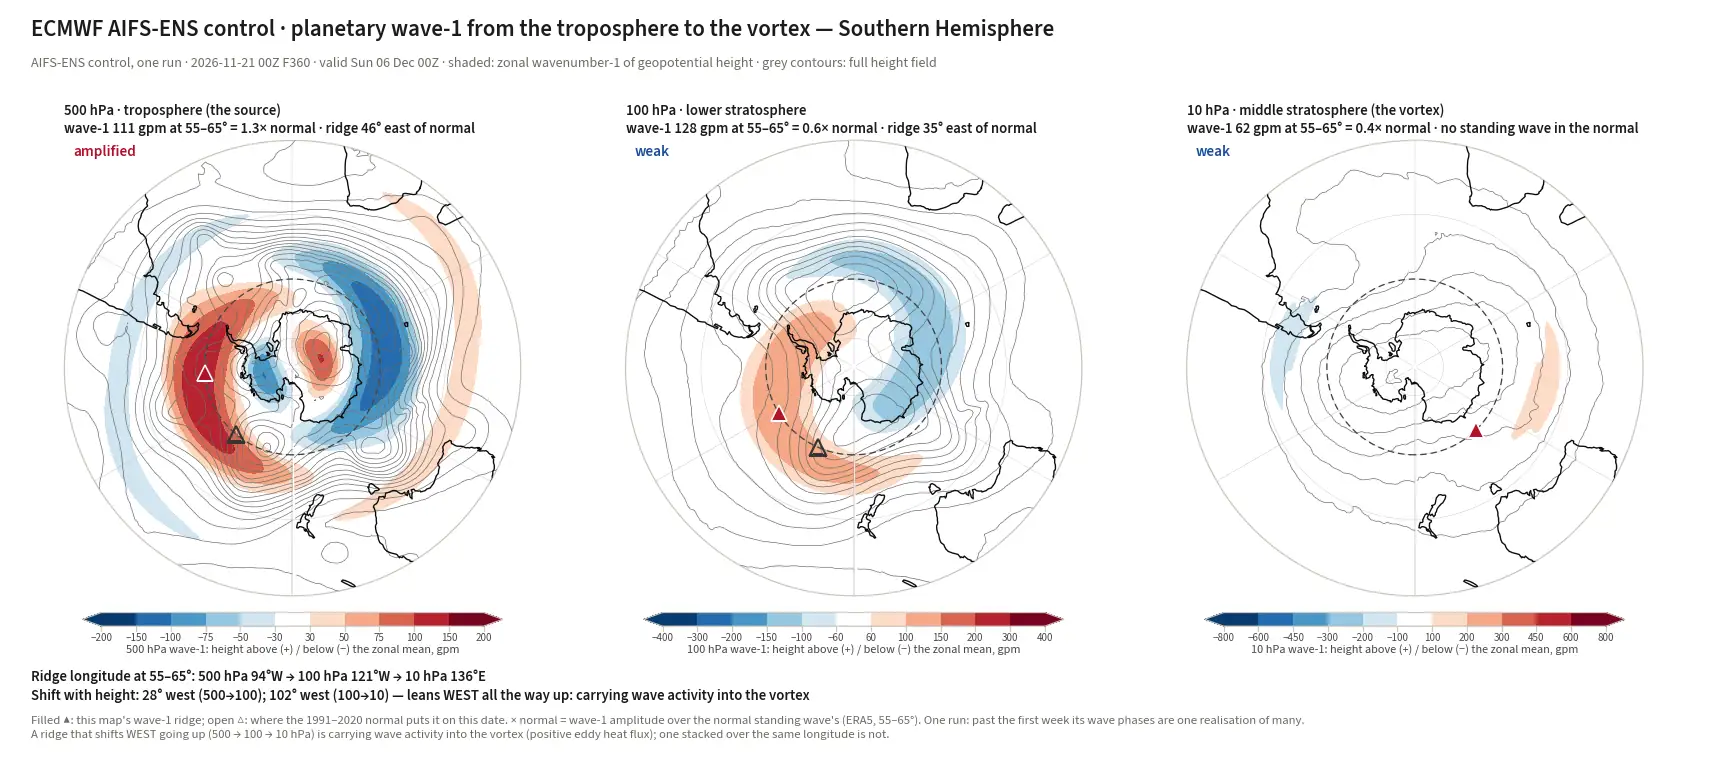 ECMWF AIFS-ENS control · planetary wave-1 from the troposphere to the vortex — Southern Hemisphere
AIFS-ENS control, one run · 2026-11-21 00Z F360 · valid Sun 06 Dec 00Z · shaded: zonal wavenumber-1 of geopotential height · grey contours: full height field
500 hPa · troposphere (the source)
wave-1 111 gpm at 55–65° = 1.3× normal · ridge 46° east of normal
amplified
100 hPa · lower stratosphere
wave-1 128 gpm at 55–65° = 0.6× normal · ridge 35° east of normal
weak
10 hPa · middle stratosphere (the vortex)
wave-1 62 gpm at 55–65° = 0.4× normal · no standing wave in the normal
weak
−200 −150 −100 −75 −50 −30 30 50 75 100 150 200
500 hPa wave-1: height above (+) / below (−) the zonal mean, gpm
−400 −300 −200 −150 −100 −60 60 100 150 200 300 400
100 hPa wave-1: height above (+) / below (−) the zonal mean, gpm
−800 −600 −450 −300 −200 −100 100 200 300 450 600 800
10 hPa wave-1: height above (+) / below (−) the zonal mean, gpm
Ridge longitude at 55–65°: 500 hPa 94°W → 100 hPa 121°W → 10 hPa 136°E
Shift with height: 28° west (500→100); 102° west (100→10) — leans WEST all the way up: carrying wave activity into the vortex
Filled ▲: this map's wave-1 ridge; open △: where the 1991–2020 normal puts it on this date. × normal = wave-1 amplitude over the normal standing wave's (ERA5, 55–65°). One run: past the first week its wave phases are one realisation of many.
A ridge that shifts WEST going up (500 → 100 → 10 hPa) is carrying wave activity into the vortex (positive eddy heat flux); one stacked over the same longitude is not.